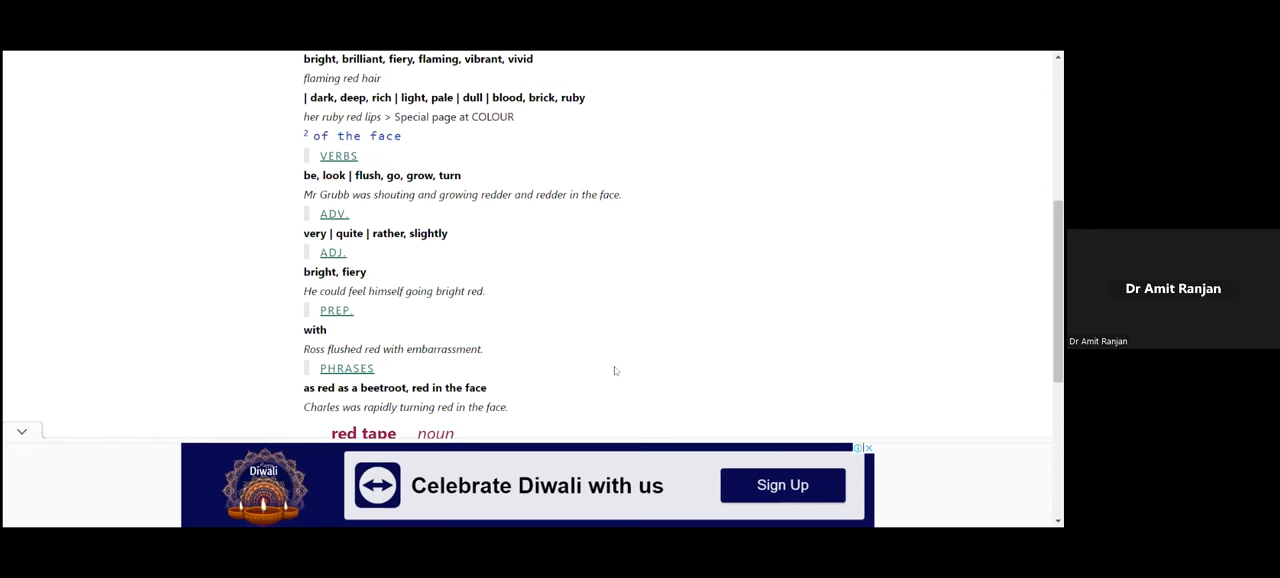 bright, brilliant, fiery, flaming, vibrant, vivid
flaming red hair
| dark, deep, rich | light, pale | dull | blood, brick, ruby
her ruby red lips > Special page at COLOUR
2 of the face
VERBS
be, look | flush, go, grow, turn
Mr Grubb was shouting and growing redder and redder in the face.
ADV.
very | quite | rather, slightly
ADJ.
bright, fiery
He could feel himself going bright red.
PREP.
with
Ross flushed red with embarrassment.
PHRASES
as red as a beetroot, red in the face
Charles was rapidly turning red in the face.
red tape noun
Diwali
Celebrate Diwali with us
Sign Up
Dr Amit Ranjan
Dr Amit Ranjan